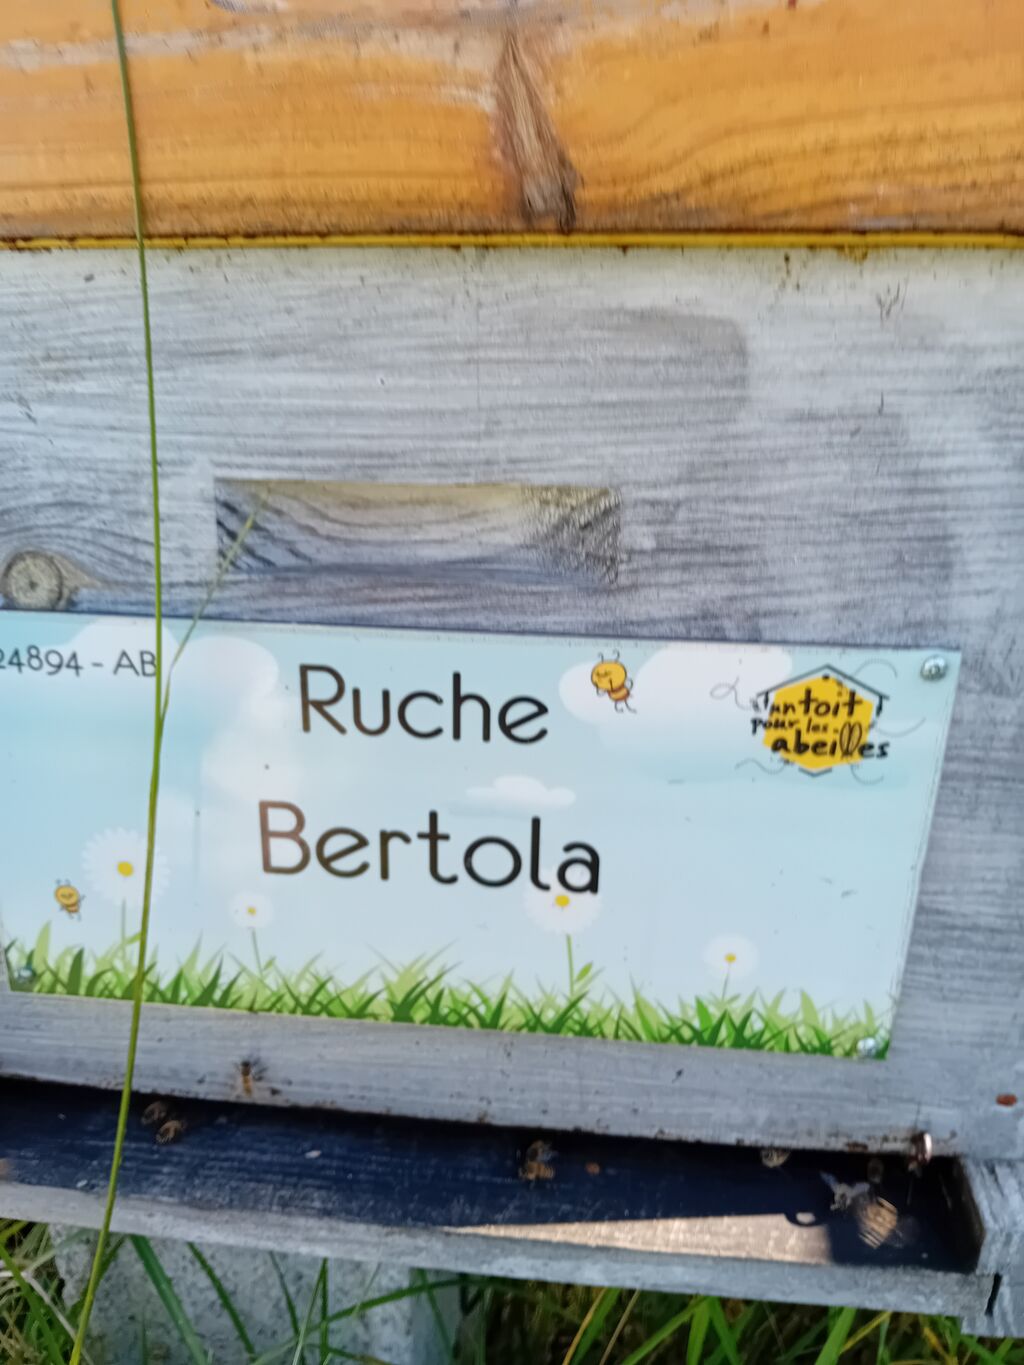 24894 - AB
Ruche
Bertola
un toit
pour les
abeilles